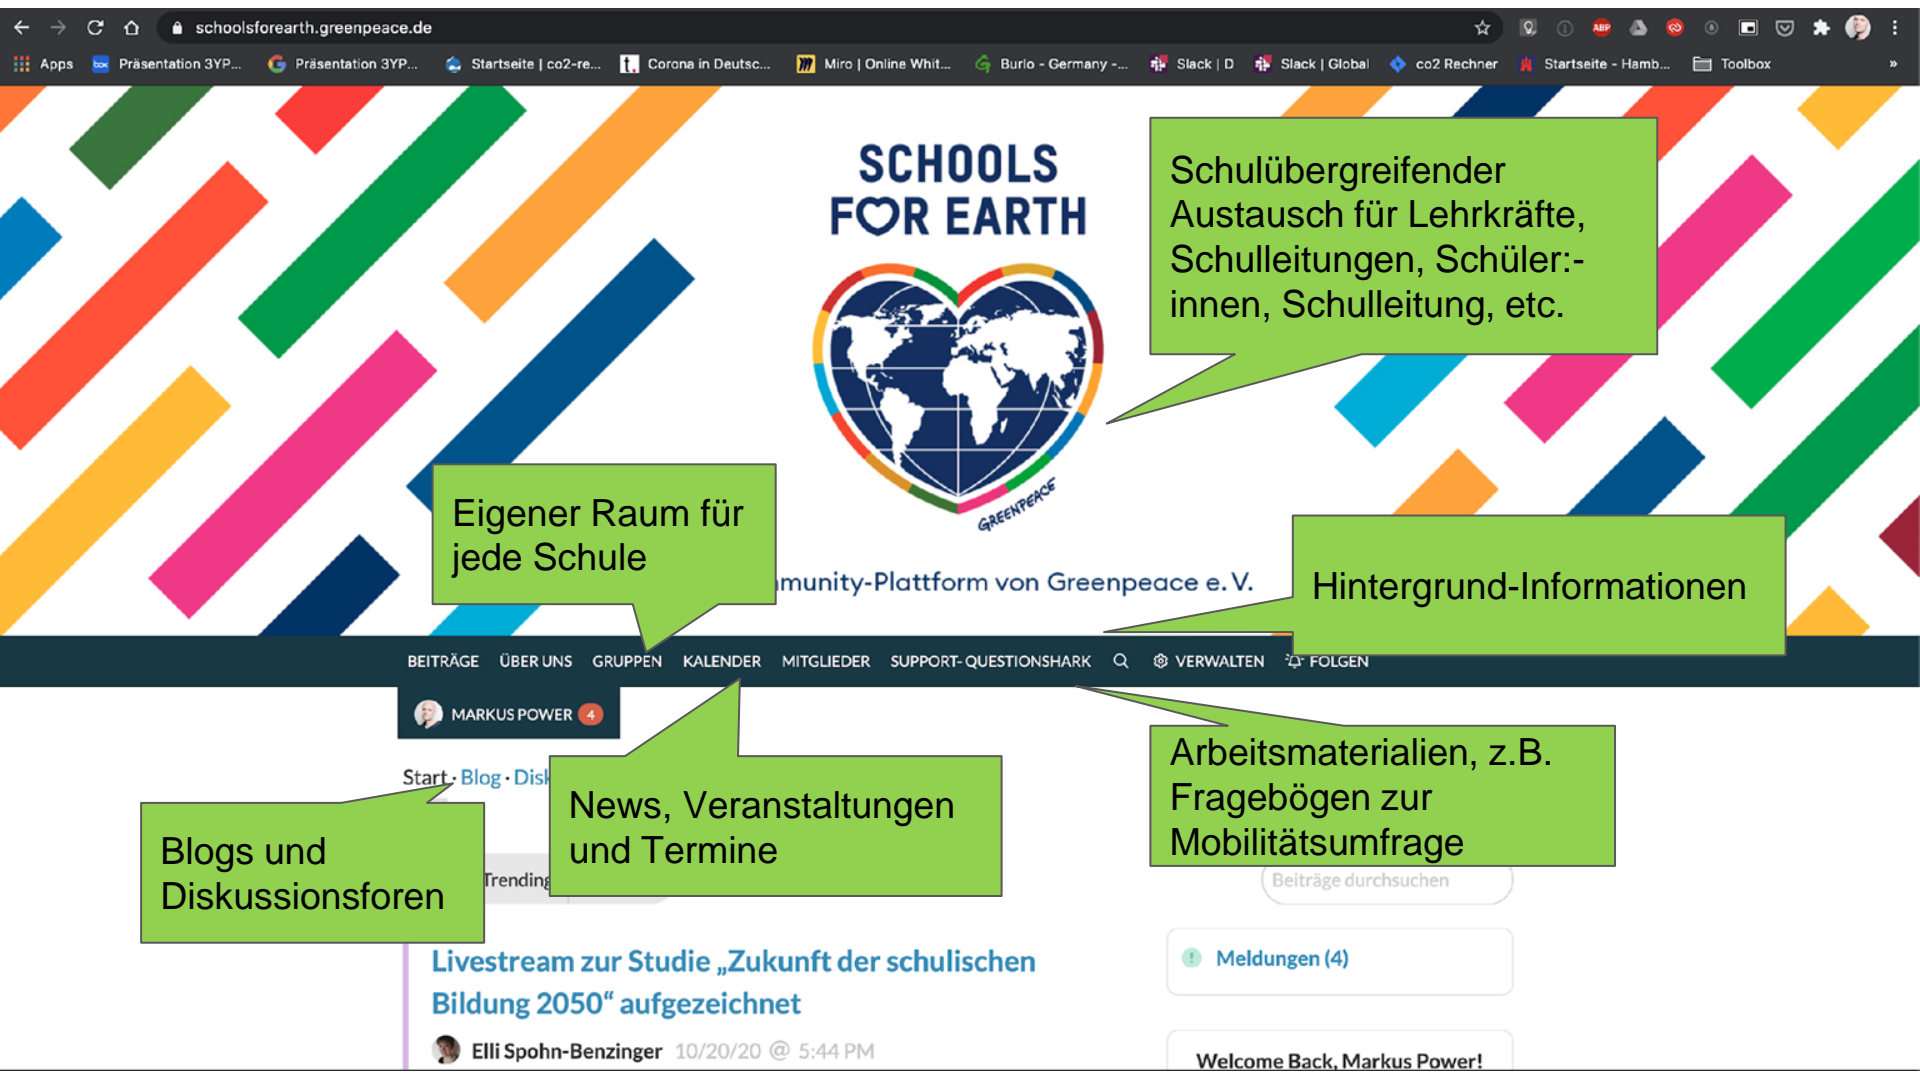 schoolsforearth.greenpeace.de
Apps Präsentation 3YP... Präsentation 3YP... Startseite | co2-re... Corona in Deutsc... Miro | Online Whit... Burlo - Germany -... Slack | D Slack | Global co2 Rechner Startseite - Hamb... Toolbox »
SCHOOLS
FOR EARTH
GREENPEACE
Schulübergreifender
Austausch für Lehrkräfte,
Schulleitungen, Schüler:-
innen, Schulleitung, etc.
Eigener Raum für
jede Schule
munity-Plattform von Greenpeace e. V.
Hintergrund-Informationen
BEITRÄGE ÜBER UNS GRUPPEN KALENDER MITGLIEDER SUPPORT- QUESTIONSHARK VERWALTEN FOLGEN
MARKUS POWER 4
Start · Blog · Disk
News, Veranstaltungen
und Termine
Arbeitsmaterialien, z.B.
Fragebögen zur
Mobilitätsumfrage
Blogs und
Diskussionsforen
Trending
Beiträge durchsuchen
Livestream zur Studie „Zukunft der schulischen
Bildung 2050“ aufgezeichnet
Elli Spohn-Benzinger 10/20/20 @ 5:44 PM
Meldungen (4)
Welcome Back, Markus Power!